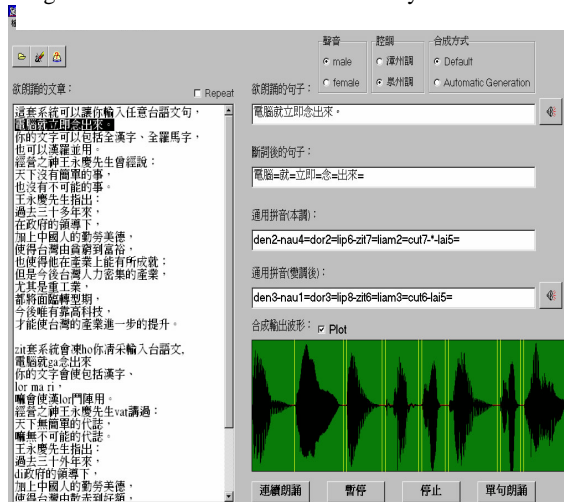 聲音
male
female
腔調
漳州調
泉州調
合成方式
Default
Automatic Generation
欲朗誦的文章：
Repeat
這套系統可以讓你輸入任意台語文句，
電腦就立即念出來。
你的文字可以包括全漢字、全羅馬字，
也可以漢羅並用。
經營之神王永慶先生曾經說：
天下沒有簡單的事，
也沒有不可能的事。
王永慶先生指出：
過去三十多年來，
在政府的領導下，
加上中國人的勤勞美德，
使得台灣由貧窮到富裕，
也使得他在產業上能有所成就：
但是今後台灣人力密集的產業，
尤其是重工業，
都將面臨轉型期，
今後唯有靠高科技，
才能使台灣的產業進一步的提升。
zit套系統會凍ho你清采輸入台語文,
電腦就ga念出來
你的文字會使包括漢字、
lor ma ri，
嘛會使漢lor鬥陣用。
經營之神王永慶先生vat講過：
天下無簡單的代誌，
嘛無不可能的代誌。
王永慶先生指出：
過去三十外年來，
di政府的領導下，
加上中國人的勤勞美德，
使得台灣由散赤到好額，
欲朗誦的句子：
電腦就立即念出來。
斷詞後的句子：
電腦=就=立即=念=出來=
通用拼音(本調)：
den2-nau4=dor2=lip6-zit7=liam2=cut7-*-lai5=
通用拼音(變調後)：
den3-nau1=dor3=lip8-zit6=liam3=cut6-lai5=
合成輸出波形：
Plot
連續朗誦
暫停
停止
單句朗誦